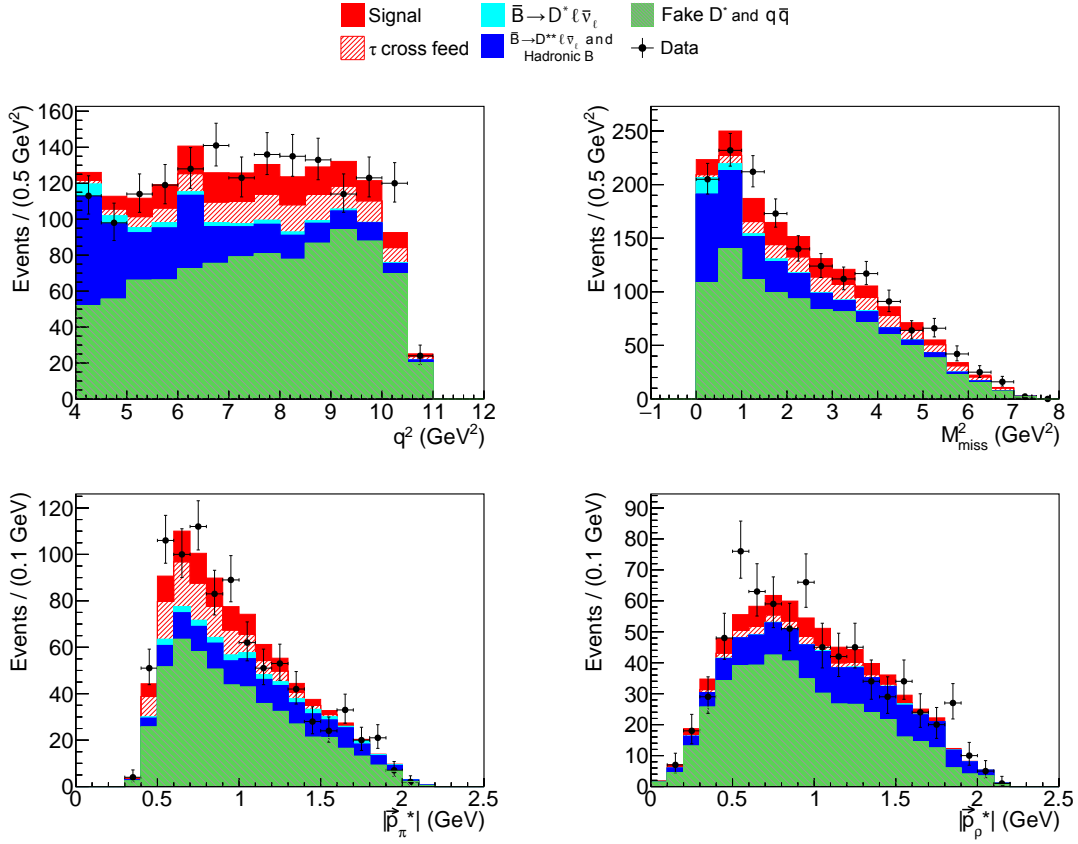 Signal
B̄→D* ℓ ν̄_ℓ
Fake D* and q q̄
τ cross feed
B̄→D** ℓ ν̄_ℓ and
Hadronic B
Data
Events / (0.5 GeV²)
160
140
120
100
80
60
40
20
0
4 5 6 7 8 9 10 11 12
q² (GeV²)
Events / (0.5 GeV²)
250
200
150
100
50
0
−1 0 1 2 3 4 5 6 7 8
M²_miss (GeV²)
Events / (0.1 GeV)
120
100
80
60
40
20
0
0 0.5 1 1.5 2 2.5
|p⃗_π*| (GeV)
Events / (0.1 GeV)
90
80
70
60
50
40
30
20
10
0
0 0.5 1 1.5 2 2.5
|p⃗_ρ*| (GeV)